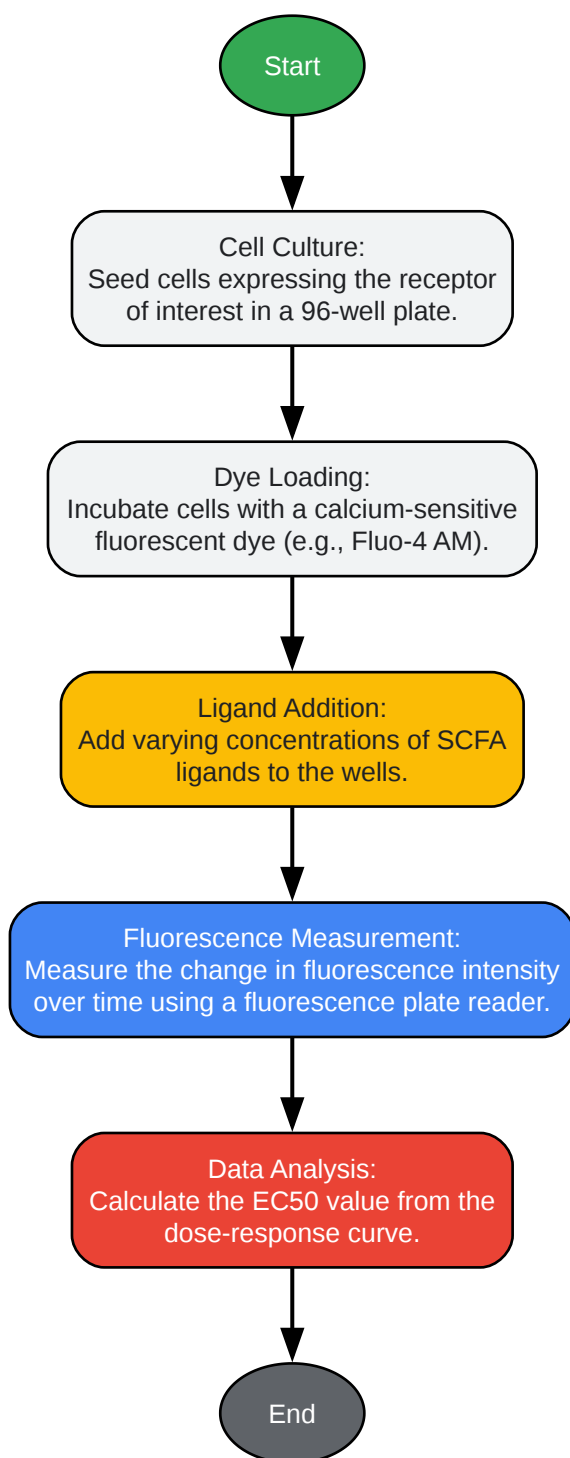 Start
Cell Culture:
Seed cells expressing the receptor
of interest in a 96-well plate.
Dye Loading:
Incubate cells with a calcium-sensitive
fluorescent dye (e.g., Fluo-4 AM).
Ligand Addition:
Add varying concentrations of SCFA
ligands to the wells.
Fluorescence Measurement:
Measure the change in fluorescence intensity
over time using a fluorescence plate reader.
Data Analysis:
Calculate the EC50 value from the
dose-response curve.
End